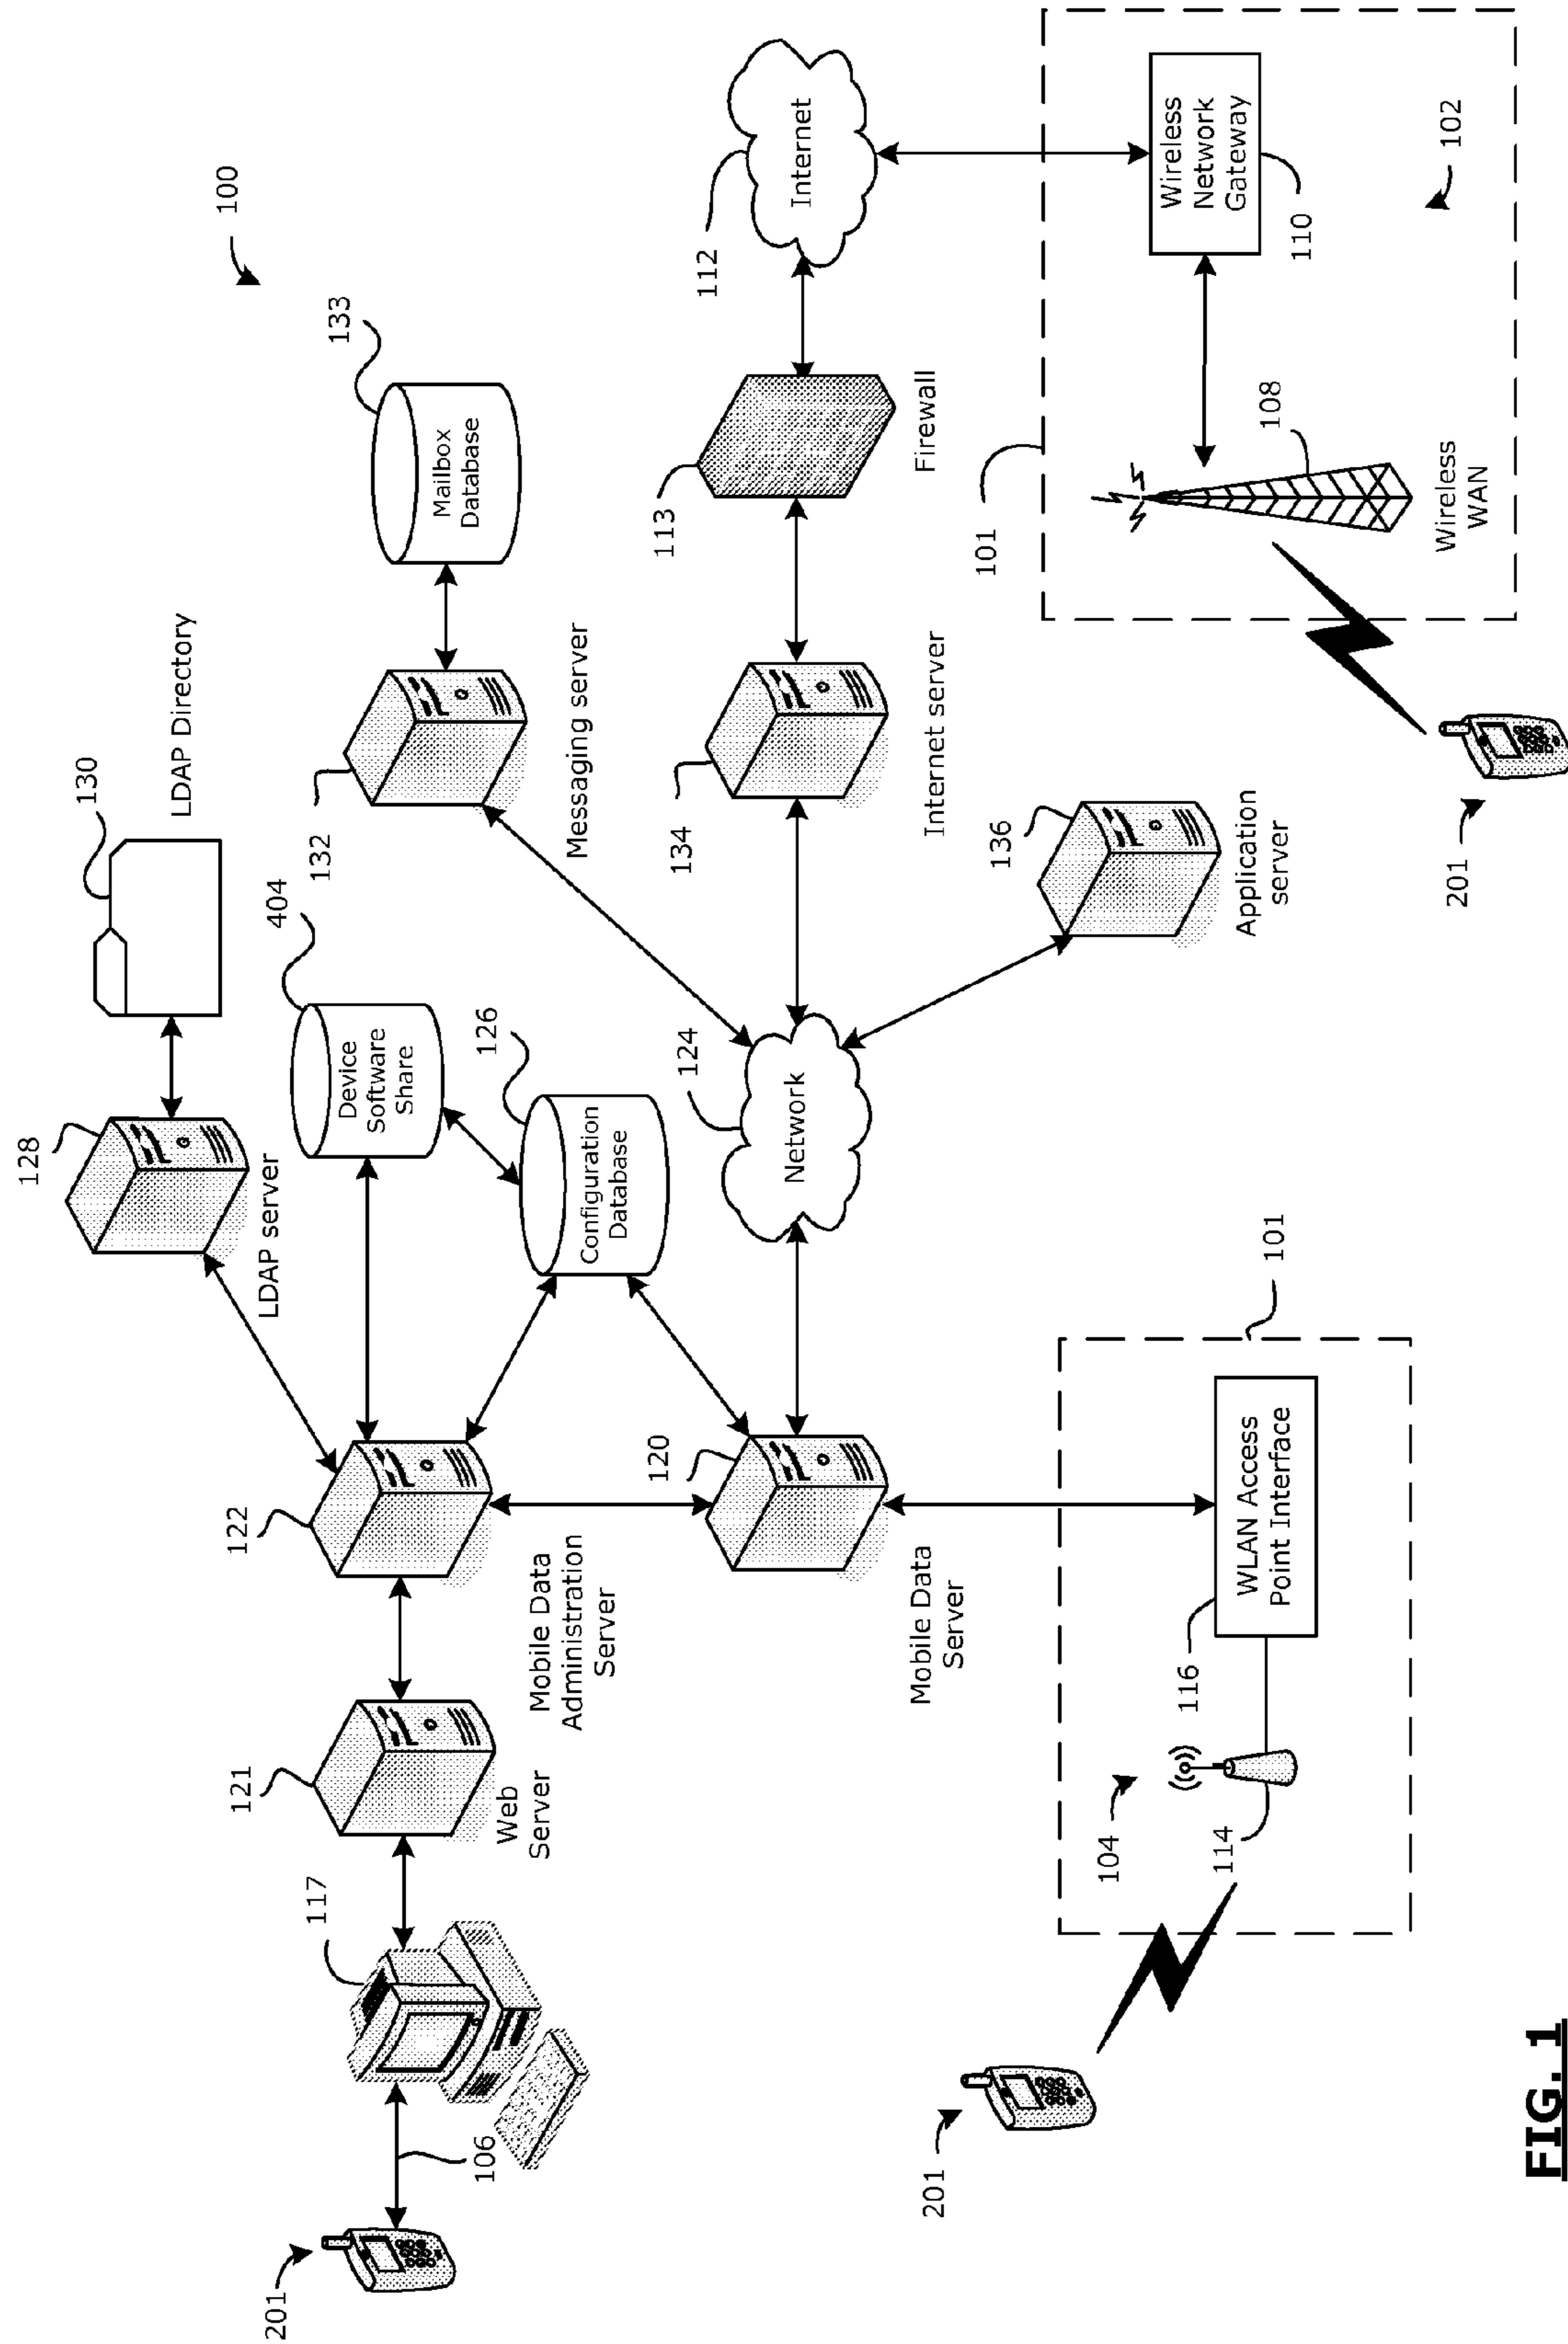 100
130
LDAP Directory
128
LDAP server
133
Mailbox
Database
132
Messaging server
404
Device
Software
Share
126
Configuration
Database
122
Mobile Data
Administration
Server
121
Web
Server
117
106
201
112
Internet
113
Firewall
134
Internet server
124
Network
120
Mobile Data
Server
136
Application
server
101
Wireless
Network
Gateway
110
102
108
Wireless
WAN
201
101
WLAN Access
Point Interface
116
104
114
201
FIG. 1